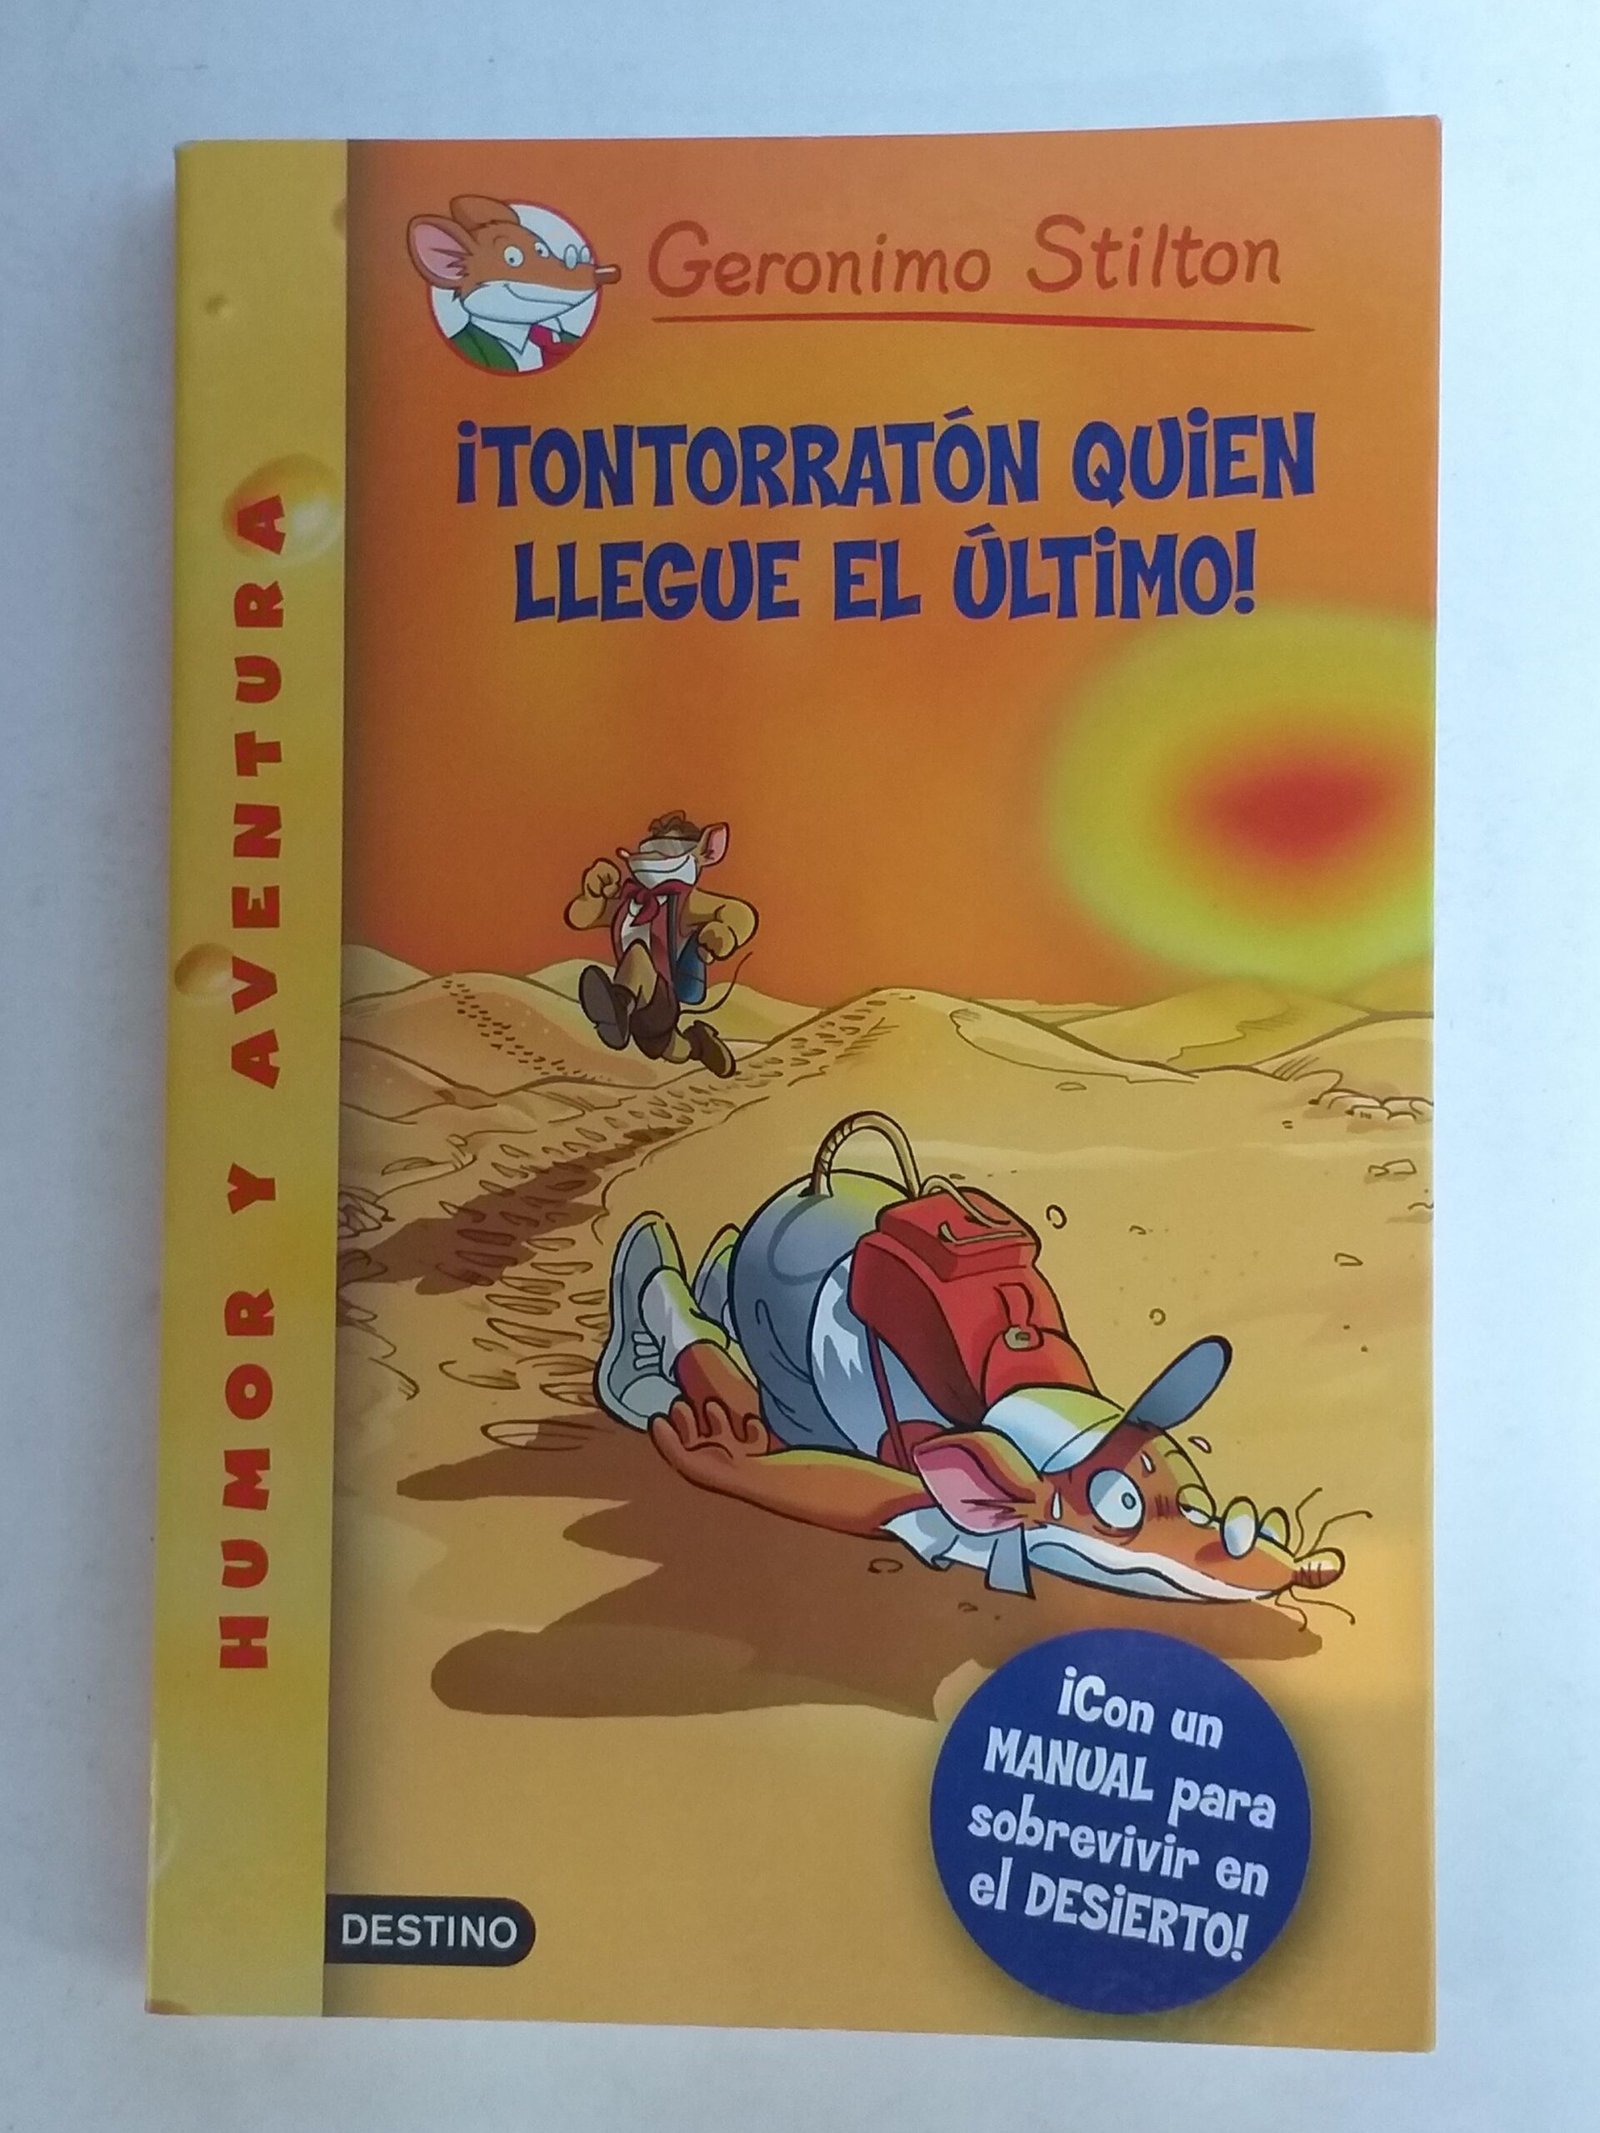 Geronimo Stilton
¡TONTORRATÓN QUiEN
LLEGUE EL ÚLTiMO!
HUMOR Y AVENTURA
¡Con un
MANUAL para
sobrevivir en
el DESiERTO!
DESTINO